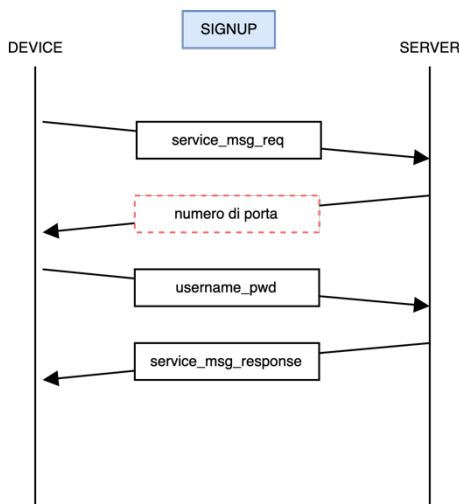 SIGNUP
DEVICE
SERVER
service_msg_req
numero di porta
username_pwd
service_msg_response